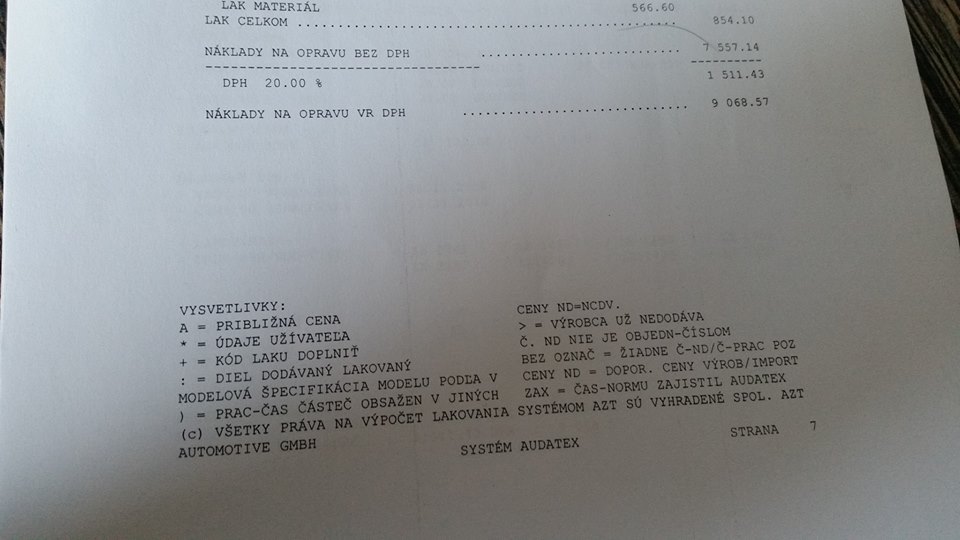 LAK MATERIÁL 566.60
LAK CELKOM ................................................ 854.10
NÁKLADY NA OPRAVU BEZ DPH ......................... 7 557.14
--------------------------------- ----------
DPH 20.00 % 1 511.43
NÁKLADY NA OPRAVU VR DPH ............................ 9 068.57
VYSVETLIVKY: CENY ND=NCDV.
A = PRIBLIŽNÁ CENA > = VÝROBCA UŽ NEDODÁVA
* = ÚDAJE UŽÍVATEĽA Č. ND NIE JE OBJEDN-ČÍSLOM
+ = KÓD LAKU DOPLNIŤ BEZ OZNAČ = ŽIADNE Č-ND/Č-PRAC POZ
: = DIEL DODÁVANÝ LAKOVANÝ CENY ND = DOPOR. CENY VÝROB/IMPORT
MODELOVÁ ŠPECIFIKÁCIA MODELU PODĽA V ZAX = ČAS-NORMU ZAJISTIL AUDATEX
) = PRAC-ČAS ČÁSTEČ OBSAŽEN V JINÝCH
(c) VŠETKY PRÁVA NA VÝPOČET LAKOVANIA SYSTÉMOM AZT SÚ VYHRADENÉ SPOL. AZT
AUTOMOTIVE GMBH SYSTÉM AUDATEX STRANA 7